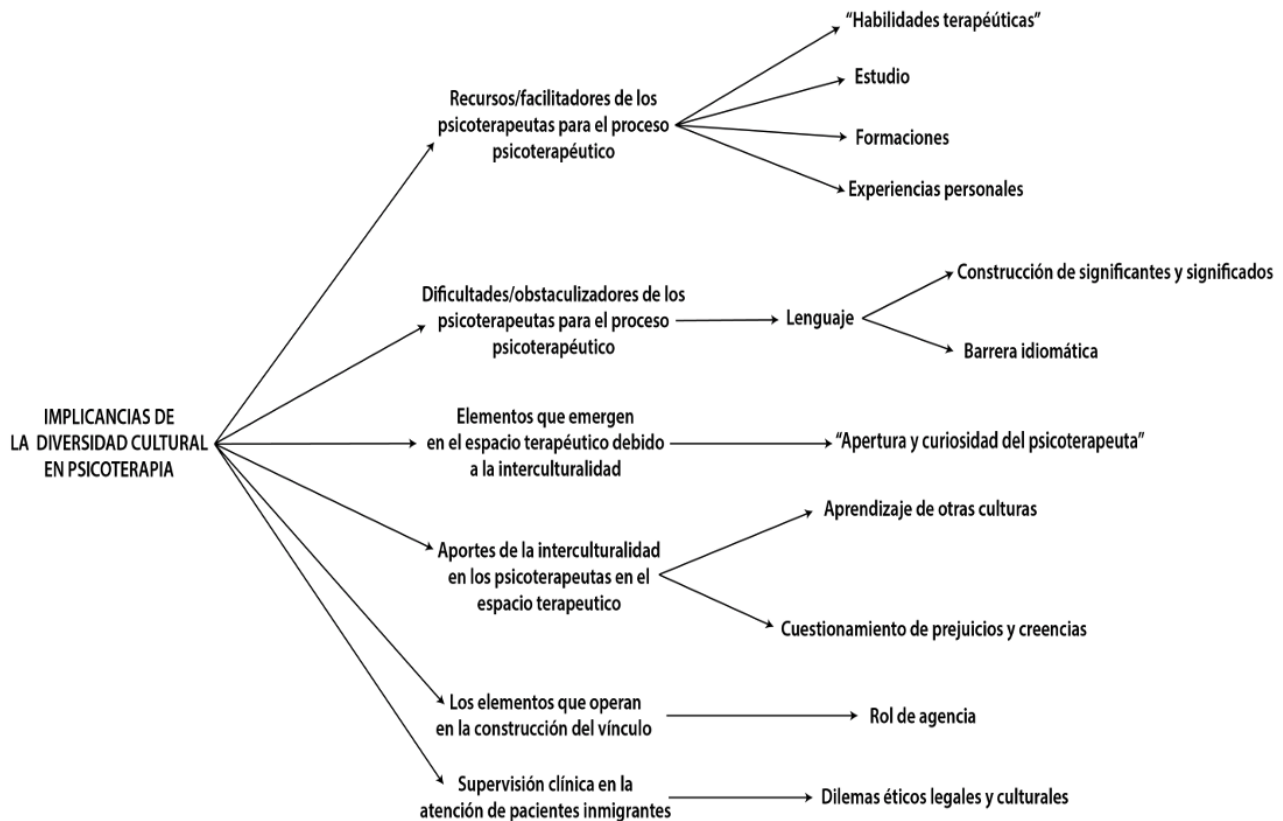 "Habilidades terapéúticas"
Recursos/facilitadores de los
psicoterapeutas para el proceso
psicoterapéutico
Estudio
Formaciones
Experiencias personales
Dificultades/obstaculizadores de los
psicoterapeutas para el proceso
psicoterapéutico
Lenguaje
Construcción de significantes y significados
Barrera idiomática
IMPLICANCIAS DE
LA DIVERSIDAD CULTURAL
EN PSICOTERAPIA
Elementos que emergen
en el espacio terapéutico debido
a la interculturalidad
"Apertura y curiosidad del psicoterapeuta"
Aportes de la interculturalidad
en los psicoterapeutas en el
espacio terapeutico
Aprendizaje de otras culturas
Cuestionamiento de prejuicios y creencias
Los elementos que operan
en la construcción del vínculo
Rol de agencia
Supervisión clínica en la
atención de pacientes inmigrantes
Dilemas éticos legales y culturales